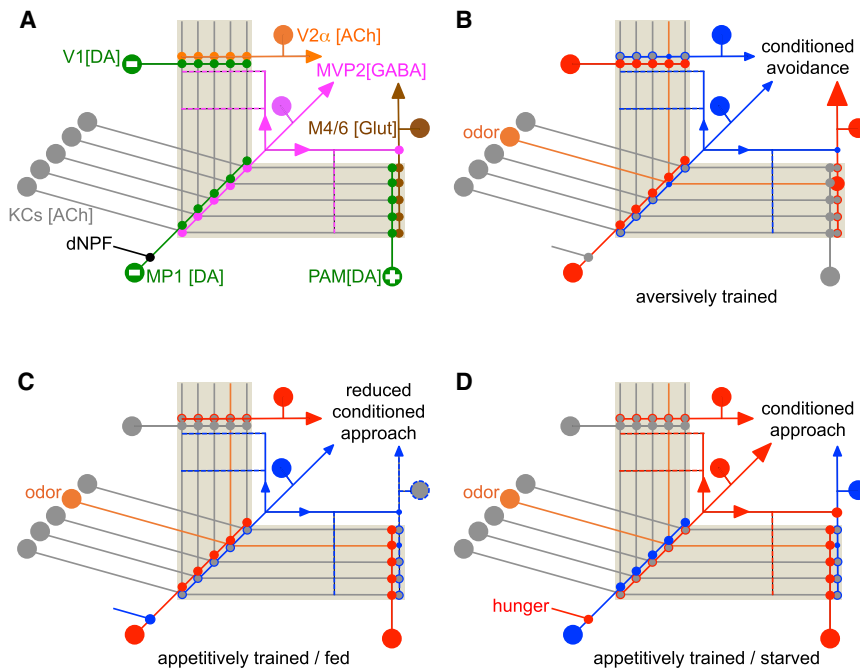 A
V2α [ACh]
V1[DA]
MVP2[GABA]
M4/6 [Glut]
KCs [ACh]
dNPF
MP1 [DA]
PAM[DA]
B
conditioned
avoidance
odor
aversively trained
C
reduced
conditioned
approach
odor
appetitively trained / fed
D
conditioned
approach
odor
hunger
appetitively trained / starved